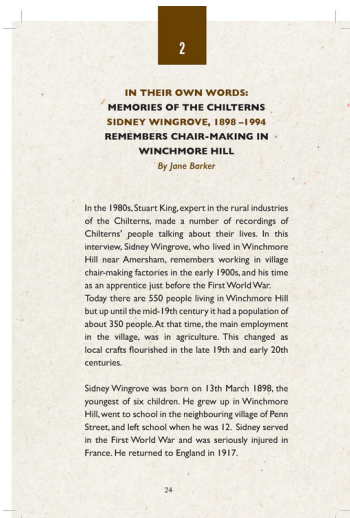 2
IN THEIR OWN WORDS:
MEMORIES OF THE CHILTERNS
SIDNEY WINGROVE, 1898 –1994
REMEMBERS CHAIR-MAKING IN
WINCHMORE HILL
By Jane Barker
In the 1980s, Stuart King, expert in the rural industries
of the Chilterns, made a number of recordings of
Chilterns' people talking about their lives. In this
interview, Sidney Wingrove, who lived in Winchmore
Hill near Amersham, remembers working in village
chair-making factories in the early 1900s, and his time
as an apprentice just before the First World War.
Today there are 550 people living in Winchmore Hill
but up until the mid-19th century it had a population of
about 350 people. At that time, the main employment
in the village, was in agriculture. This changed as
local crafts flourished in the late 19th and early 20th
centuries.
Sidney Wingrove was born on 13th March 1898, the
youngest of six children. He grew up in Winchmore
Hill, went to school in the neighbouring village of Penn
Street, and left school when he was 12. Sidney served
in the First World War and was seriously injured in
France. He returned to England in 1917.
24